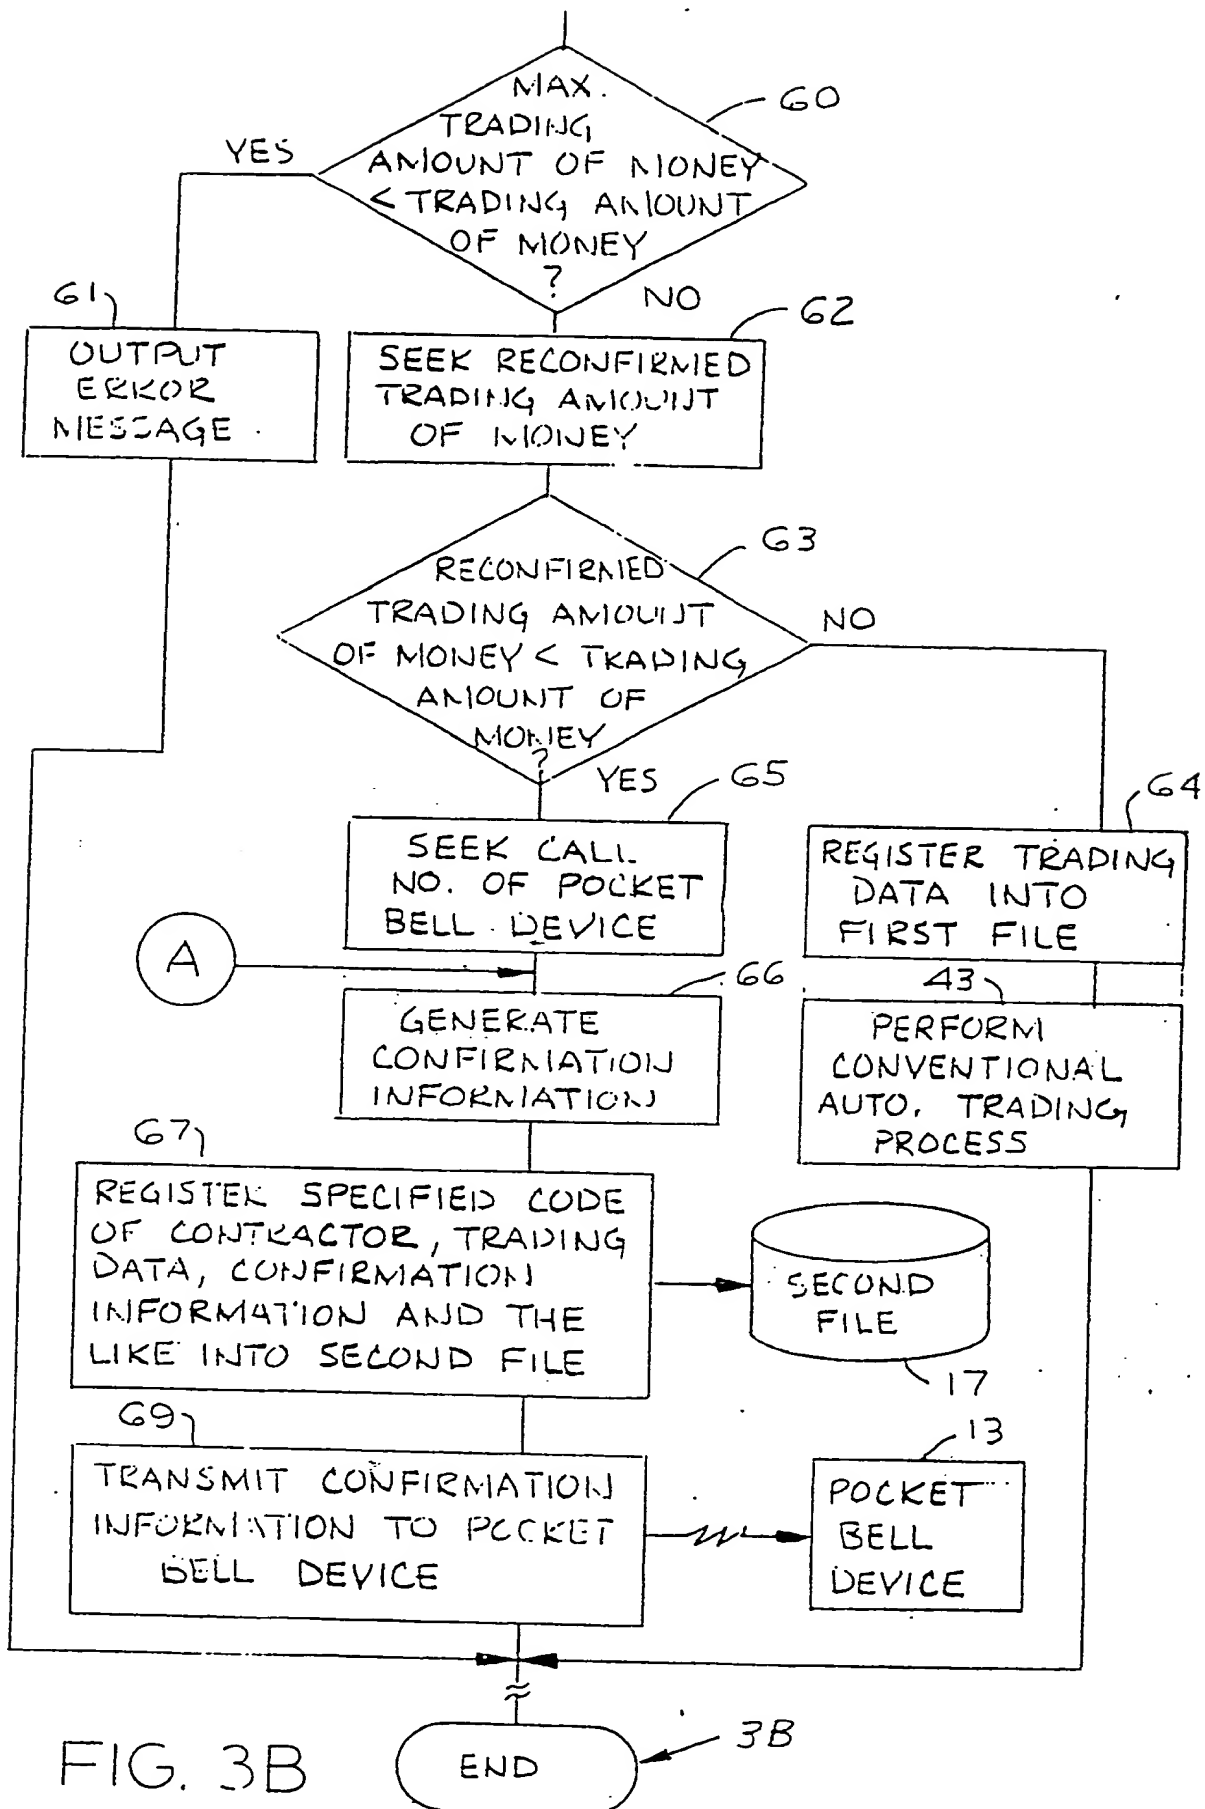 MAX.
TRADING
AMOUNT OF MONEY
< TRADING AMOUNT
OF MONEY
?
60
YES
NO
61
OUTPUT
ERROR
MESSAGE
62
SEEK RECONFIRMED
TRADING AMOUNT
OF MONEY
63
RECONFIRMED
TRADING AMOUNT
OF MONEY < TRADING
AMOUNT OF
MONEY
?
NO
YES
65
SEEK CALL
NO. OF POCKET
BELL DEVICE
64
REGISTER TRADING
DATA INTO
FIRST FILE
A
66
GENERATE
CONFIRMATION
INFORMATION
43
PERFORM
CONVENTIONAL
AUTO. TRADING
PROCESS
67
REGISTER SPECIFIED CODE
OF CONTRACTOR, TRADING
DATA, CONFIRMATION
INFORMATION AND THE
LIKE INTO SECOND FILE
SECOND
FILE
17
69
TRANSMIT CONFIRMATION
INFORMATION TO POCKET
BELL DEVICE
13
POCKET
BELL
DEVICE
END
3B
FIG. 3B